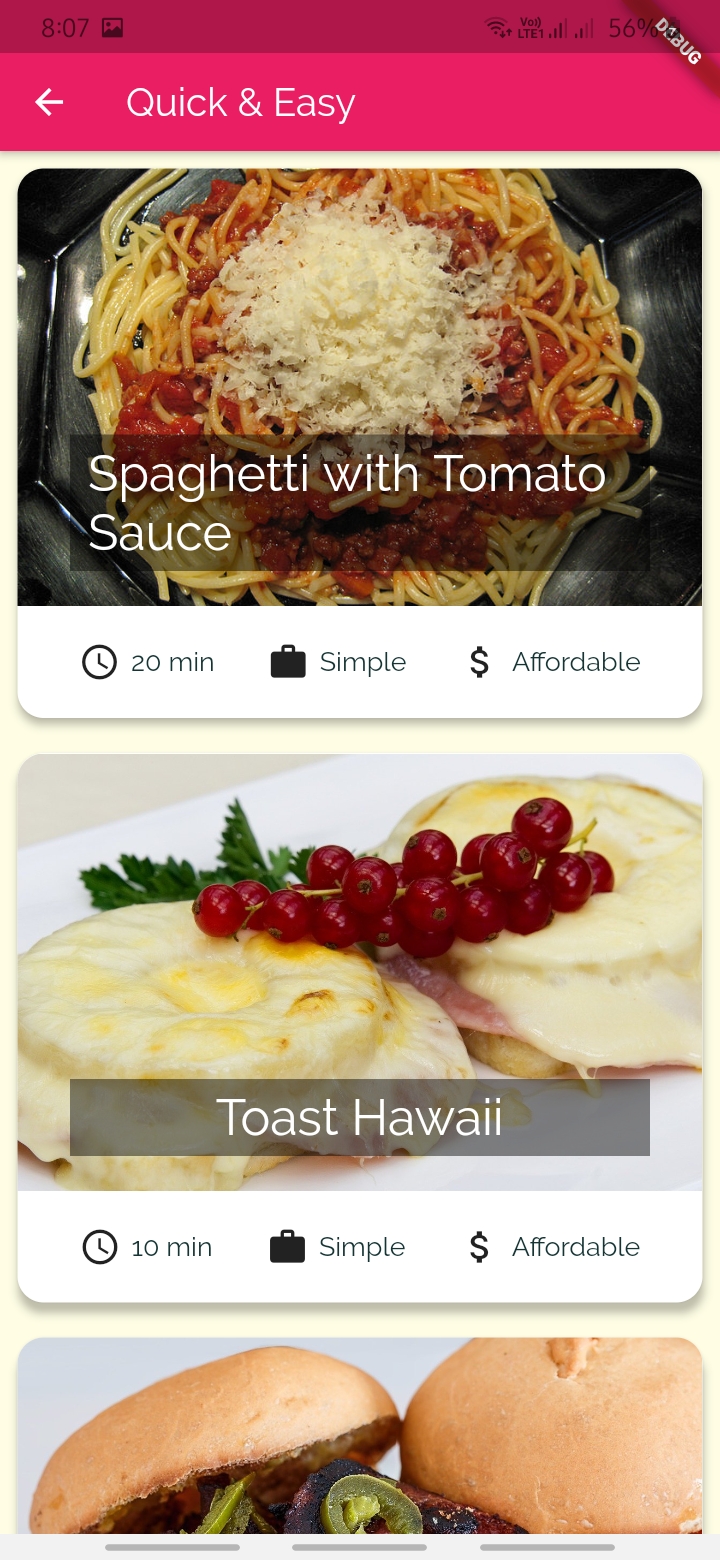 8:07
Vo)) LTE1 56%
DEBUG
Quick & Easy
Spaghetti with Tomato
Sauce
20 min Simple $ Affordable
Toast Hawaii
10 min Simple $ Affordable